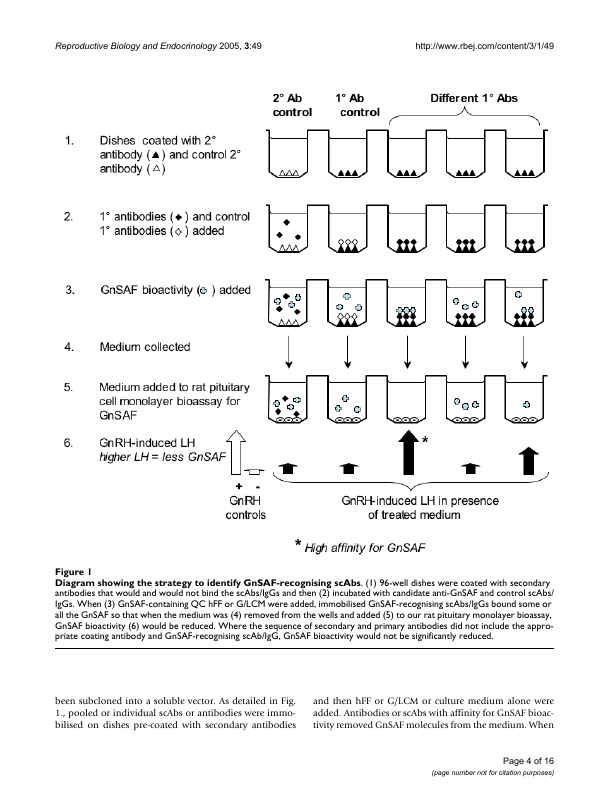 Reproductive Biology and Endocrinology 2005, 3:49
http://www.rbej.com/content/3/1/49
2° Ab control
1° Ab control
Different 1° Abs
1. Dishes coated with 2°
antibody (▲) and control 2°
antibody (△)
2. 1° antibodies (◆) and control
1° antibodies (◇) added
3. GnSAF bioactivity (⊕) added
4. Medium collected
5. Medium added to rat pituitary
cell monolayer bioassay for
GnSAF
6. GnRH-induced LH
higher LH = less GnSAF
*
+ -
GnRH
controls
GnRH-induced LH in presence
of treated medium
* High affinity for GnSAF
Figure 1
Diagram showing the strategy to identify GnSAF-recognising scAbs. (1) 96-well dishes were coated with secondary
antibodies that would and would not bind the scAbs/IgGs and then (2) incubated with candidate anti-GnSAF and control scAbs/
IgGs. When (3) GnSAF-containing QC hFF or G/LCM were added, immobilised GnSAF-recognising scAbs/IgGs bound some or
all the GnSAF so that when the medium was (4) removed from the wells and added (5) to our rat pituitary monolayer bioassay,
GnSAF bioactivity (6) would be reduced. Where the sequence of secondary and primary antibodies did not include the appro-
priate coating antibody and GnSAF-recognising scAb/IgG, GnSAF bioactivity would not be significantly reduced.
been subcloned into a soluble vector. As detailed in Fig.
1., pooled or individual scAbs or antibodies were immo-
bilised on dishes pre-coated with secondary antibodies
and then hFF or G/LCM or culture medium alone were
added. Antibodies or scAbs with affinity for GnSAF bioac-
tivity removed GnSAF molecules from the medium. When
Page 4 of 16
(page number not for citation purposes)